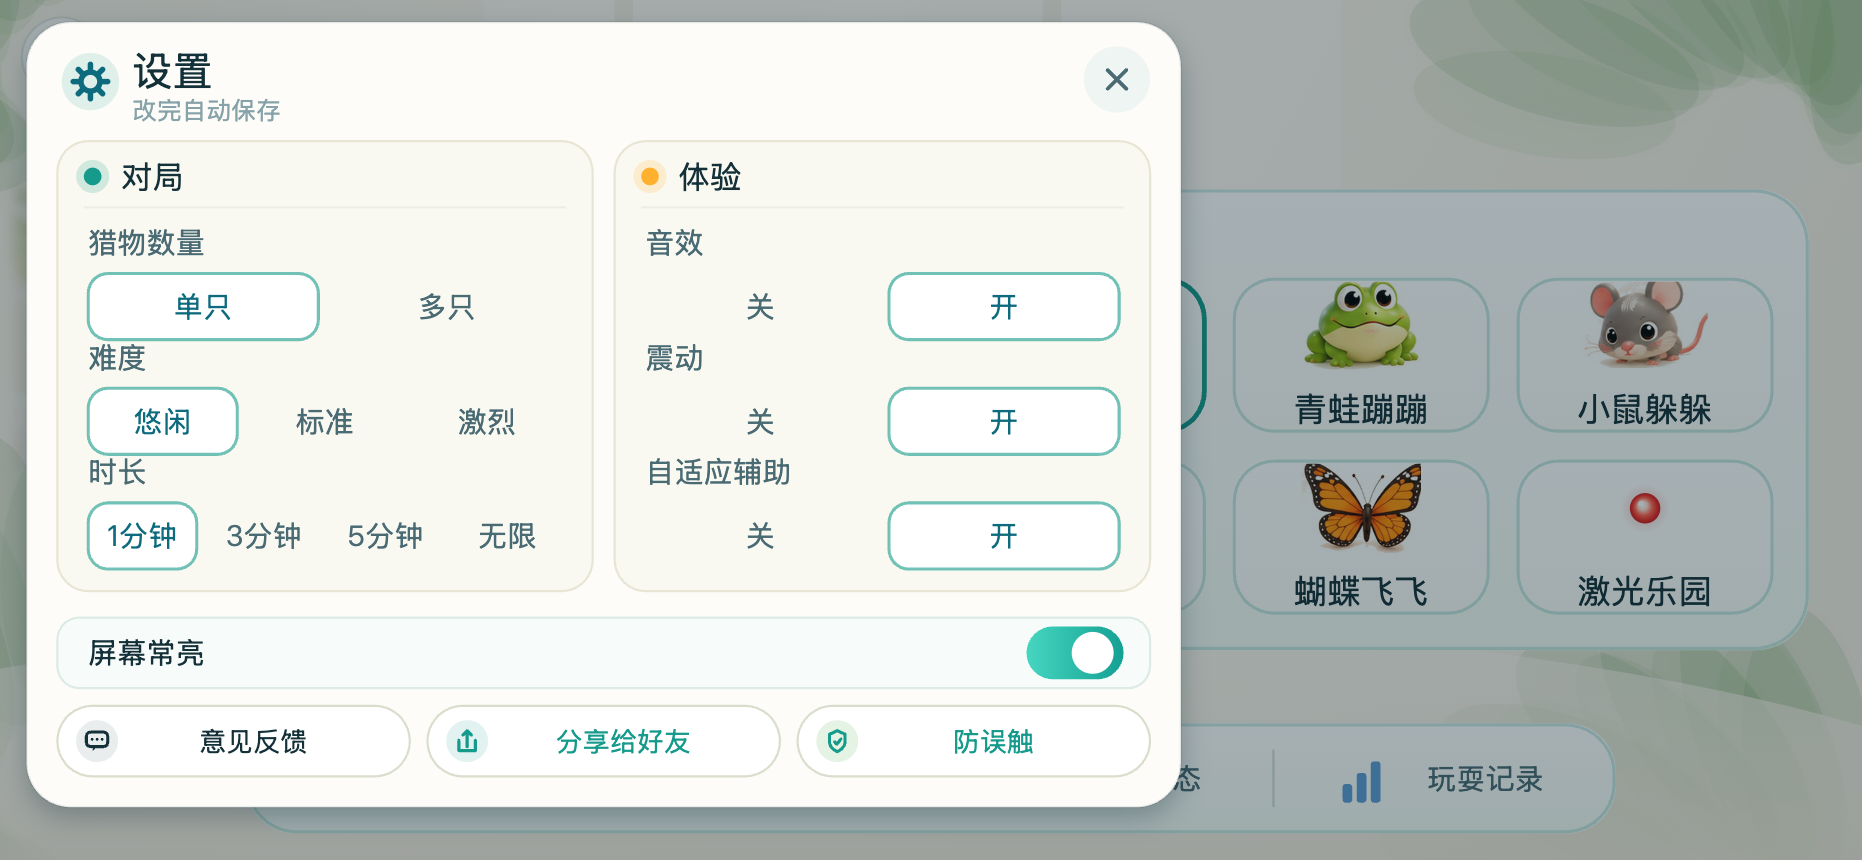 设置
改完自动保存
对局
猎物数量
单只 多只
难度
悠闲 标准 激烈
时长
1分钟 3分钟 5分钟 无限
体验
音效
关 开
震动
关 开
自适应辅助
关 开
屏幕常亮
意见反馈 分享给好友 防误触
青蛙蹦蹦 小鼠躲躲
蝴蝶飞飞 激光乐园
态 玩耍记录